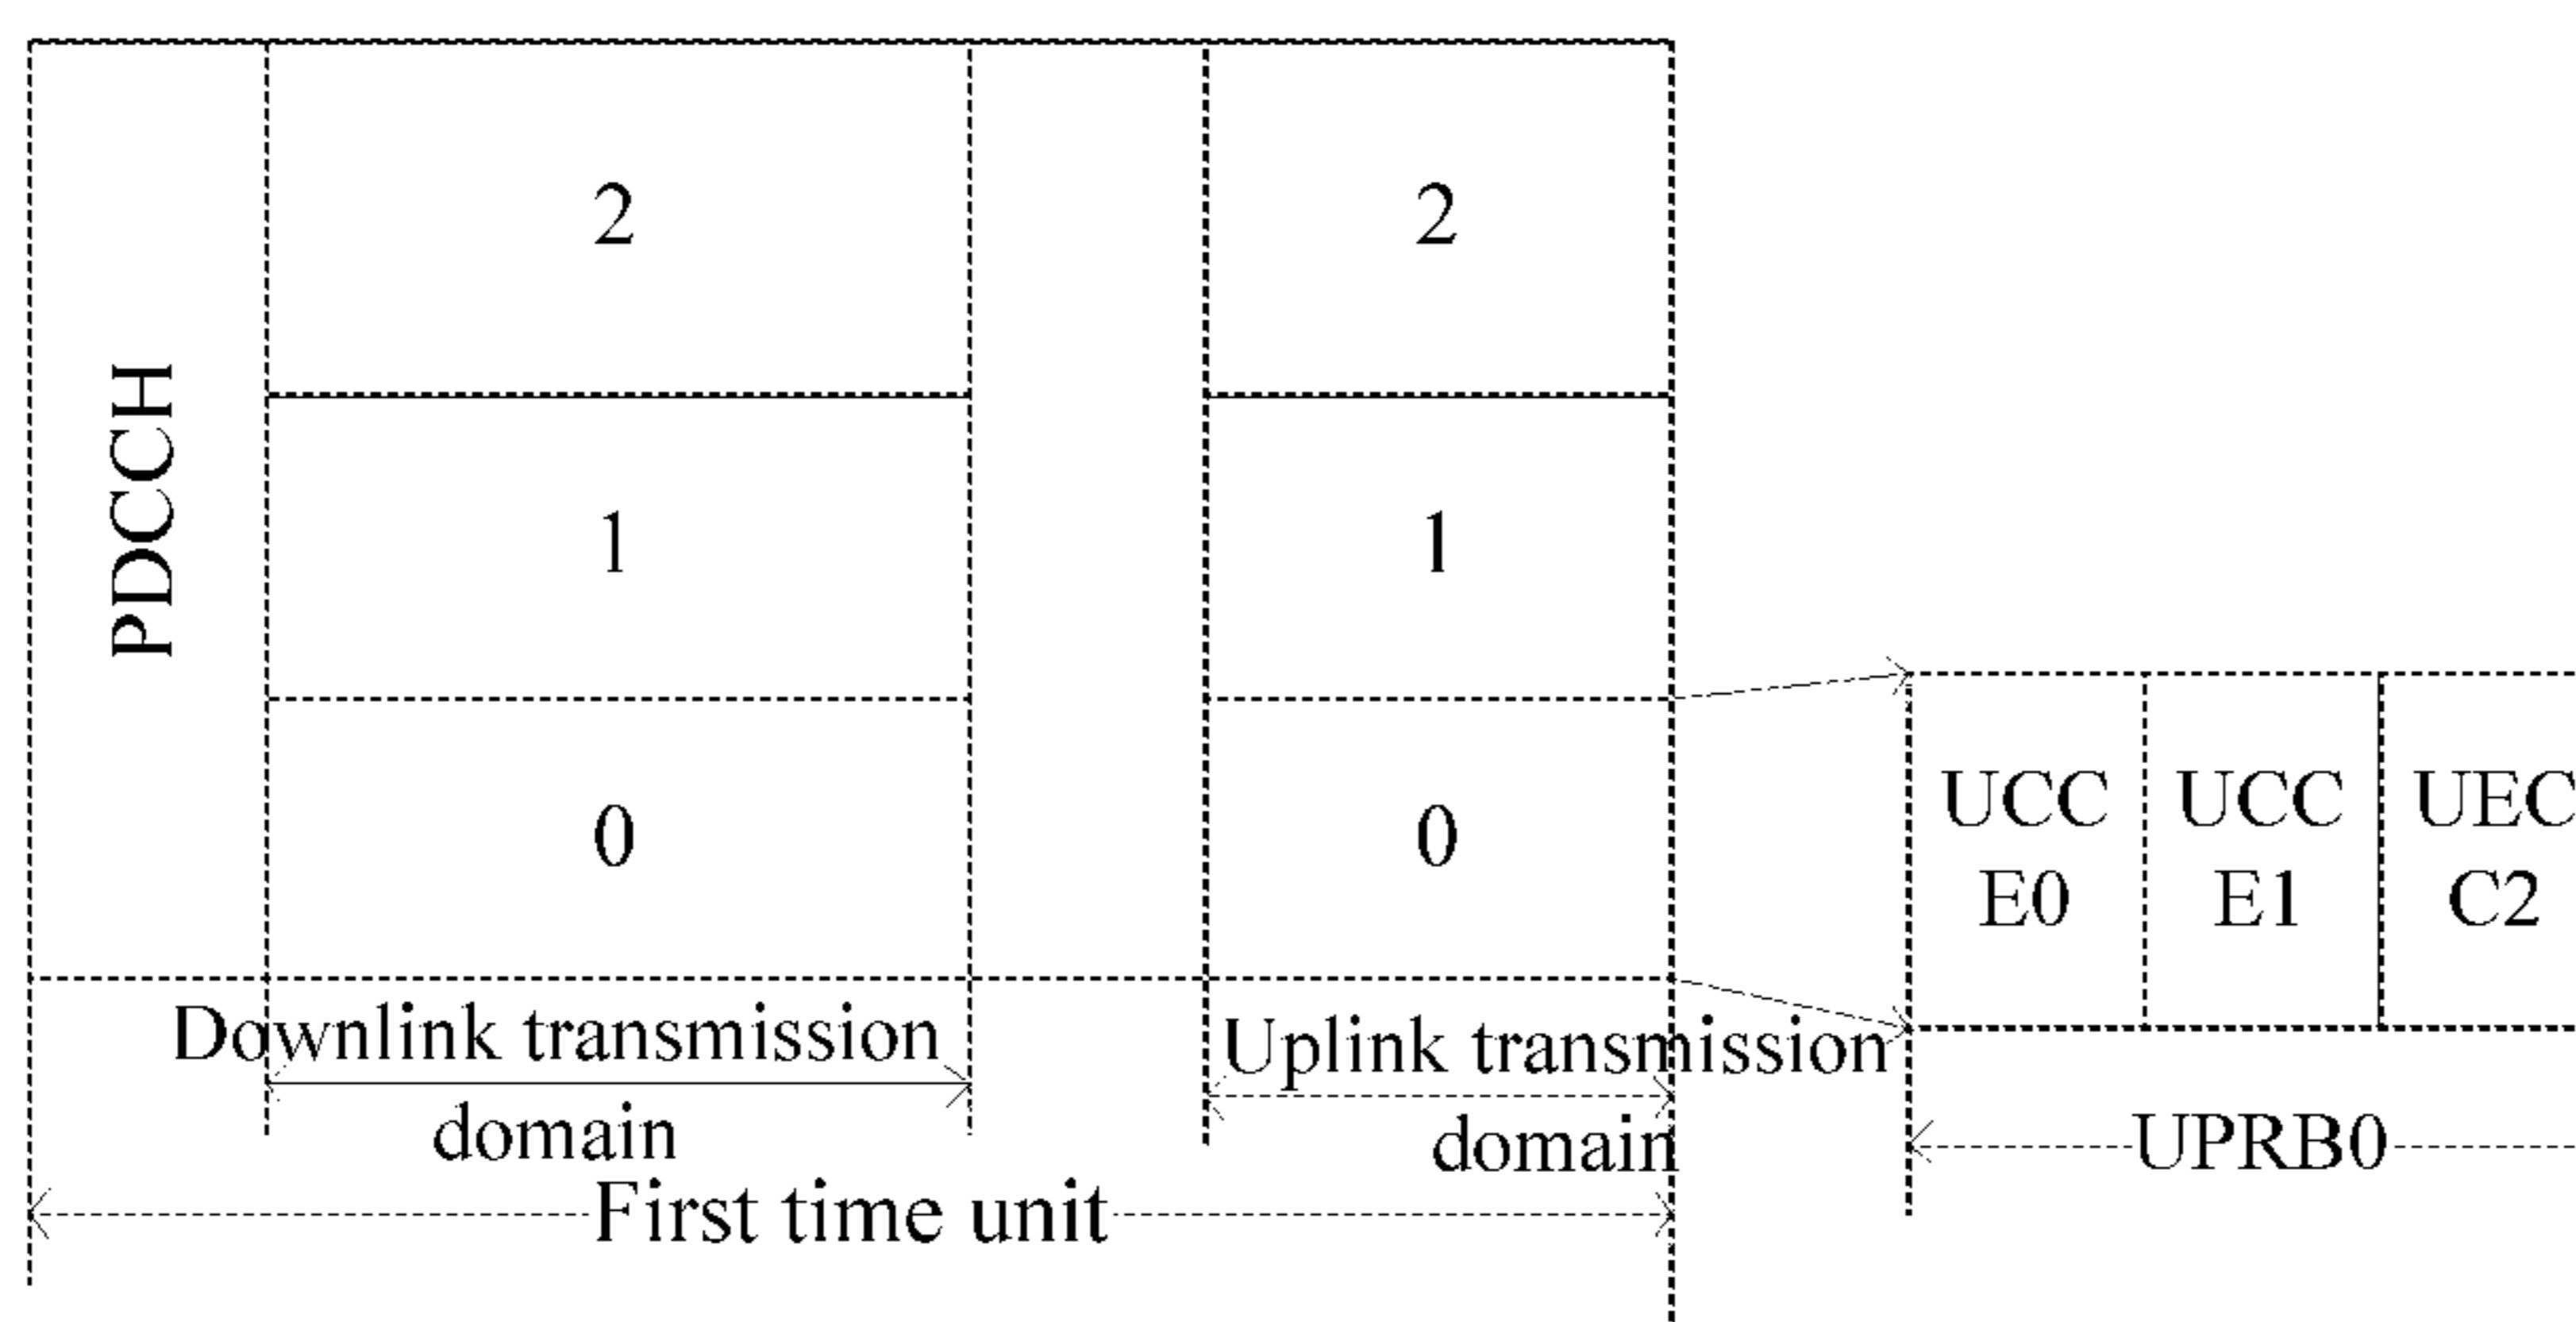 PDCCH
2
2
1
1
0
0
UCC
E0
UCC
E1
UEC
C2
Downlink transmission
domain
Uplink transmission
domain
UPRB0
First time unit